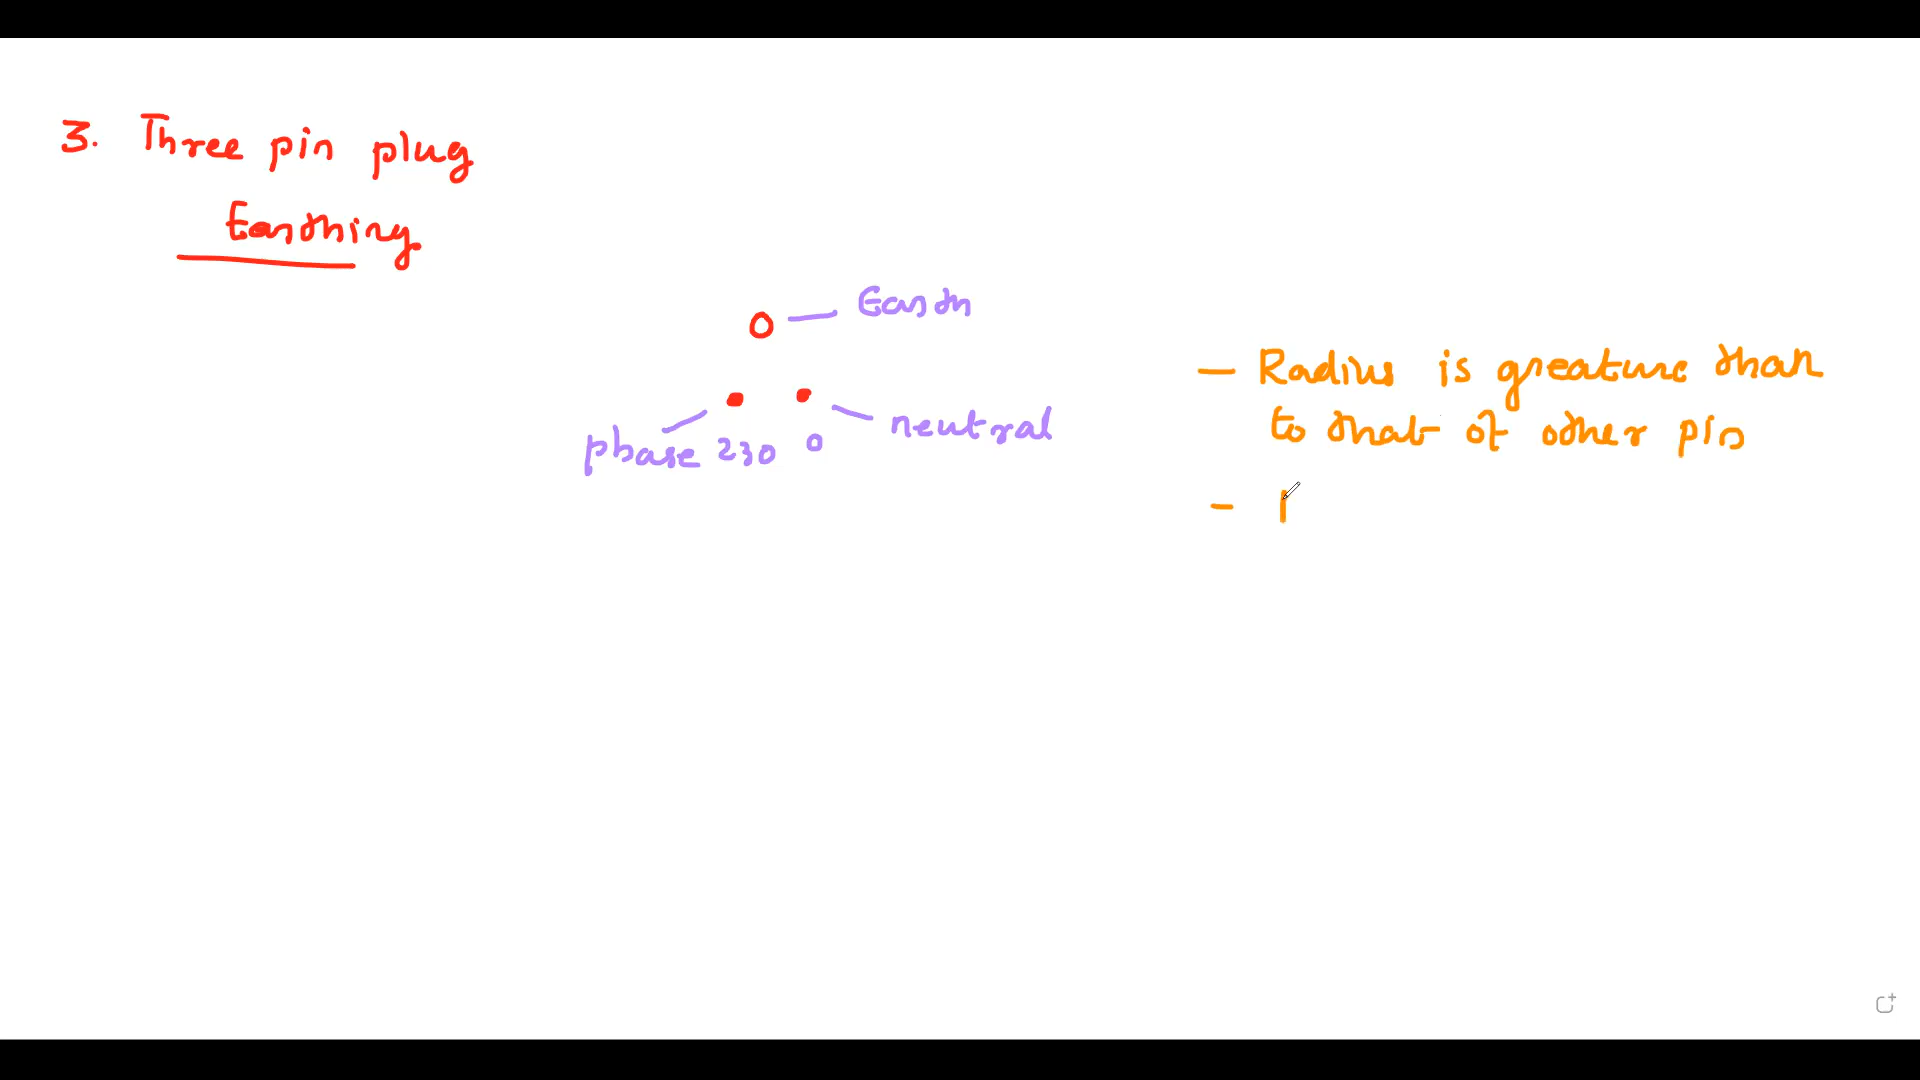 3. Three pin plug
Earthing
Earth
phase 230 0 neutral
— Radius is greature than
to that of other pin
-